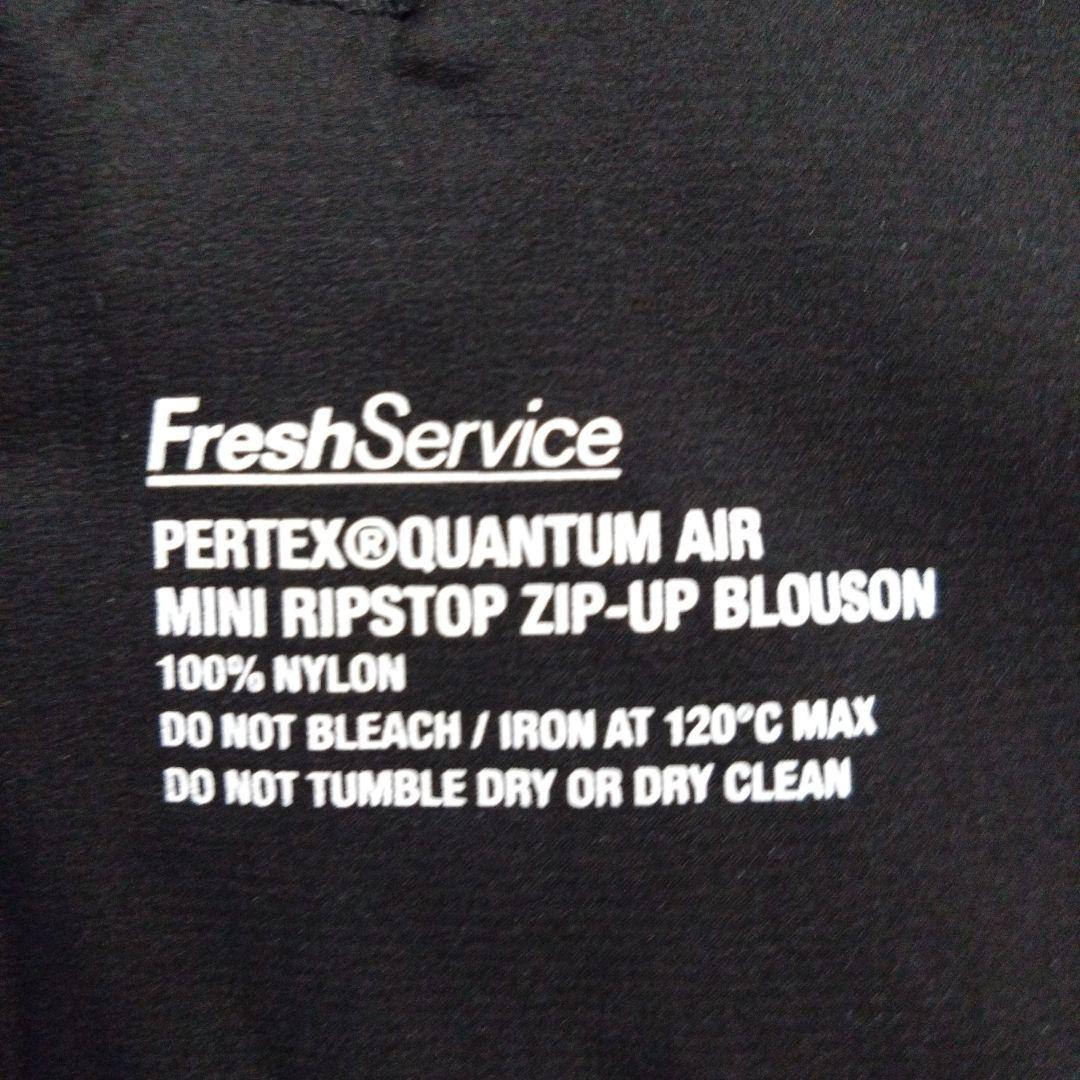 FreshService
PERTEX®QUANTUM AIR
MINI RIPSTOP ZIP-UP BLOUSON
100% NYLON
DO NOT BLEACH / IRON AT 120°C MAX
DO NOT TUMBLE DRY OR DRY CLEAN